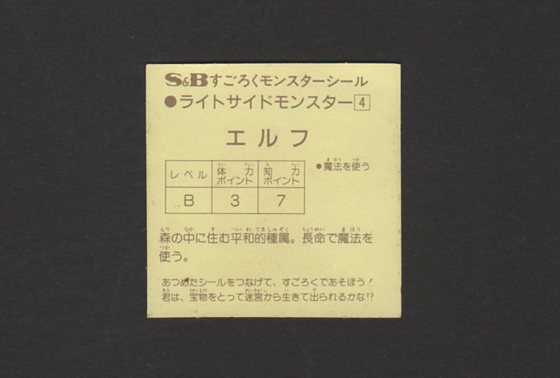 S&Bすごろくモンスターシール
●ライトサイドモンスター4
エルフ
●魔法を使う
レベル 体力ポイント 知力ポイント
B 3 7
森の中に住む平和的種属。長命で魔法を
使う。
あつめたシールをつなげて、すごろくであそぼう!
君は、宝物をとって迷宮から生きて出られるかな!?